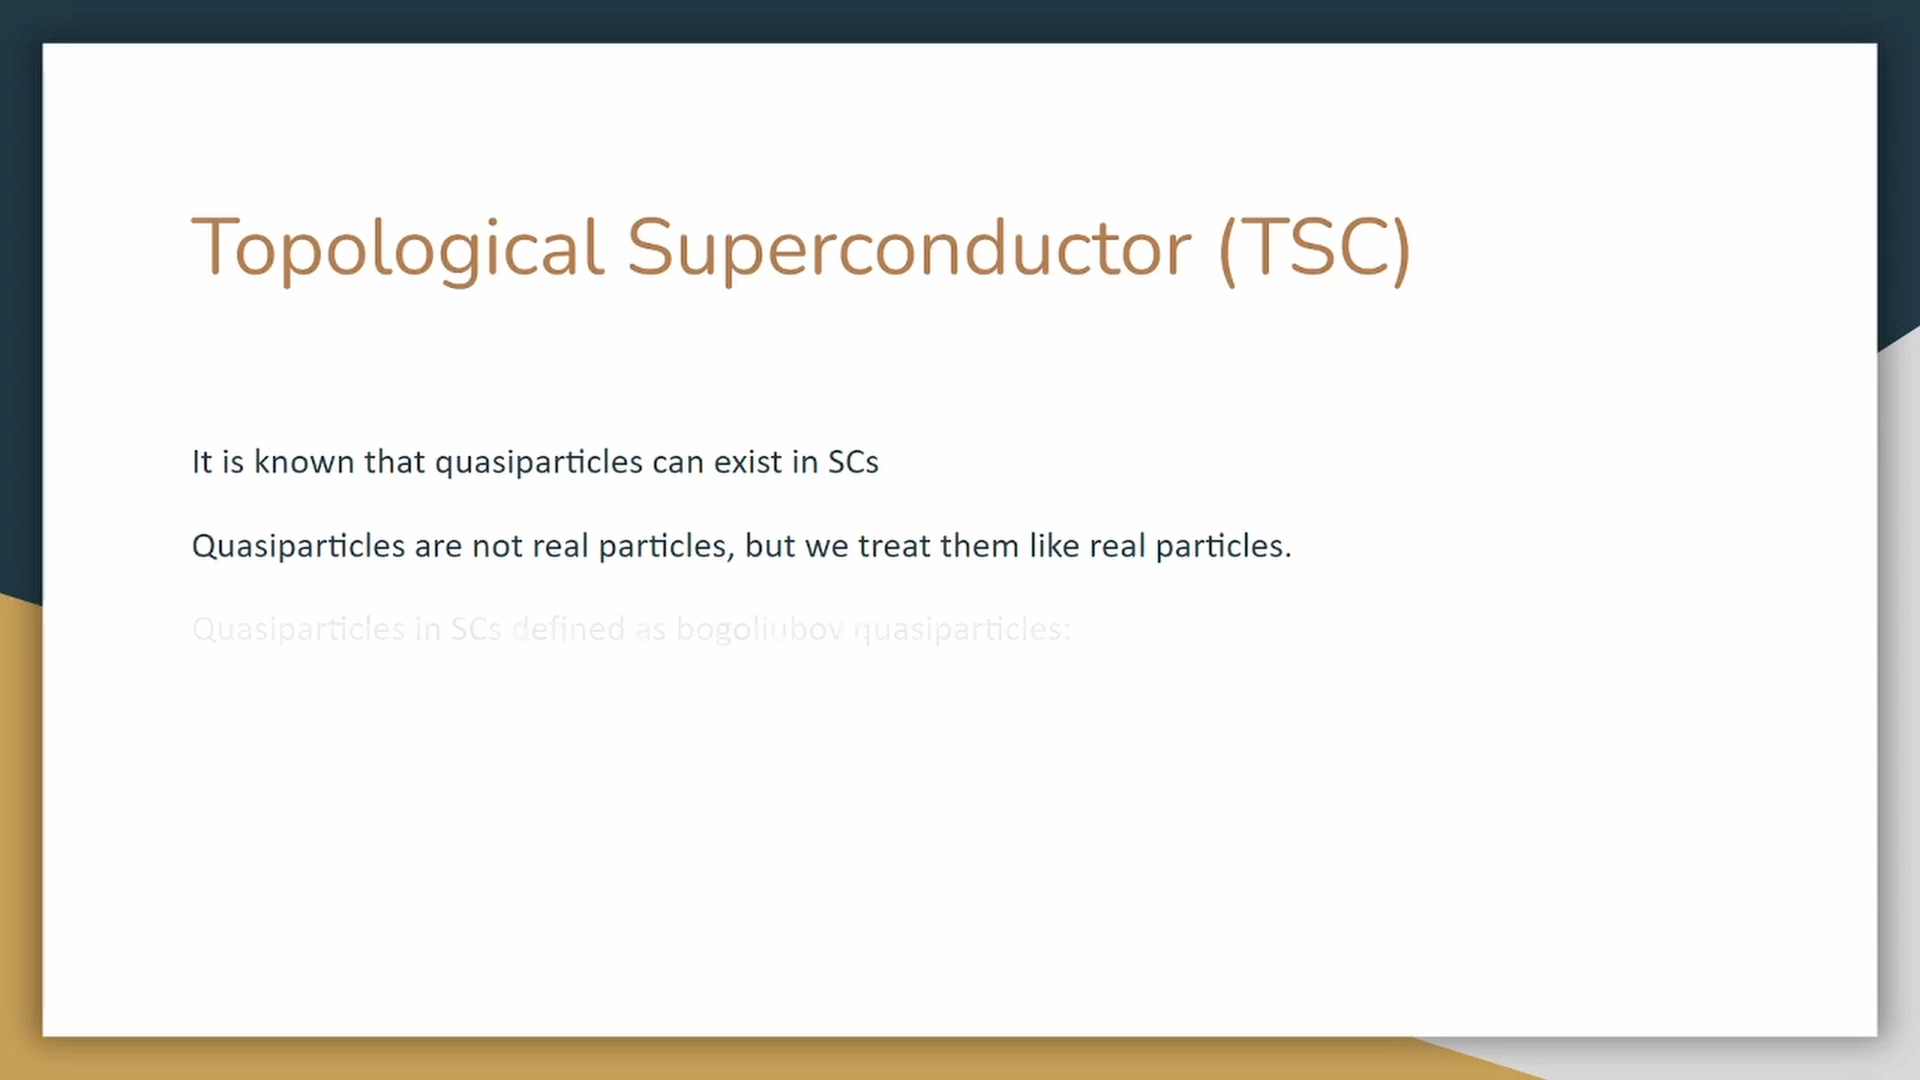 Topological Superconductor (TSC)
It is known that quasiparticles can exist in SCs
Quasiparticles are not real particles, but we treat them like real particles.
Quasiparticles in SCs defined as bogoliubov quasiparticles: